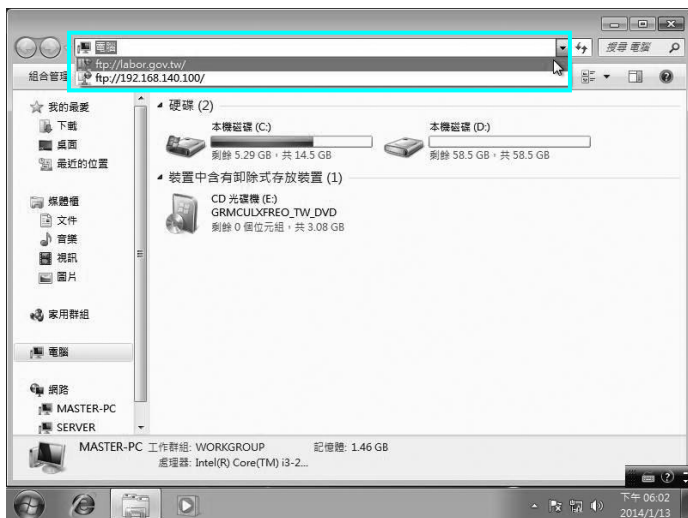 電腦
搜尋 電腦
ftp://labor.gov.tw/
ftp://192.168.140.100/
組合管理
我的最愛
下載
桌面
最近的位置
媒體櫃
文件
音樂
視訊
圖片
家用群組
電腦
網路
MASTER-PC
SERVER
硬碟 (2)
本機磁碟 (C:)
剩餘 5.29 GB,共 14.5 GB
本機磁碟 (D:)
剩餘 58.5 GB,共 58.5 GB
裝置中含有卸除式存放裝置 (1)
CD 光碟機 (E:)
GRMCULXFREO_TW_DVD
剩餘 0 個位元組,共 3.08 GB
MASTER-PC 工作群組: WORKGROUP 記憶體: 1.46 GB
處理器: Intel(R) Core(TM) i3-2...
下午 06:02
2014/1/13